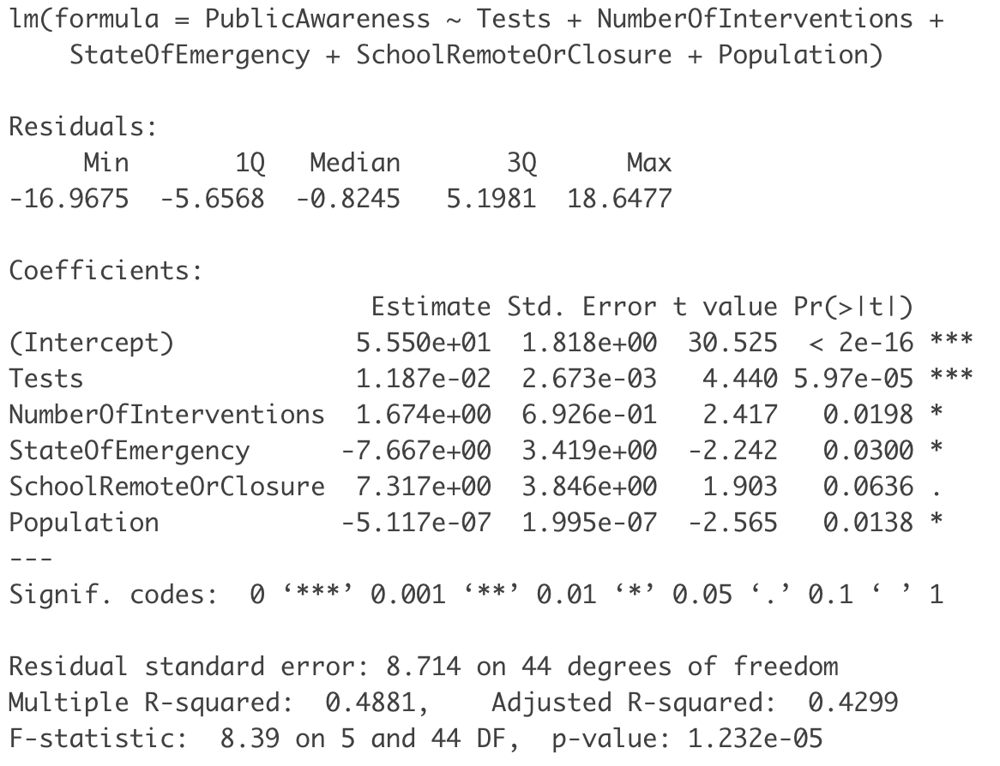 lm(formula = PublicAwareness ~ Tests + NumberOfInterventions +
    StateOfEmergency + SchoolRemoteOrClosure + Population)

Residuals:
     Min       1Q   Median       3Q      Max
-16.9675  -5.6568  -0.8245   5.1981  18.6477

Coefficients:
                        Estimate Std. Error t value Pr(>|t|)
(Intercept)            5.550e+01  1.818e+00  30.525  < 2e-16 ***
Tests                  1.187e-02  2.673e-03   4.440 5.97e-05 ***
NumberOfInterventions  1.674e+00  6.926e-01   2.417   0.0198 *
StateOfEmergency      -7.667e+00  3.419e+00  -2.242   0.0300 *
SchoolRemoteOrClosure  7.317e+00  3.846e+00   1.903   0.0636 .
Population            -5.117e-07  1.995e-07  -2.565   0.0138 *
---
Signif. codes:  0 ‘***’ 0.001 ‘**’ 0.01 ‘*’ 0.05 ‘.’ 0.1 ‘ ’ 1

Residual standard error: 8.714 on 44 degrees of freedom
Multiple R-squared:  0.4881,    Adjusted R-squared:  0.4299
F-statistic:  8.39 on 5 and 44 DF,  p-value: 1.232e-05